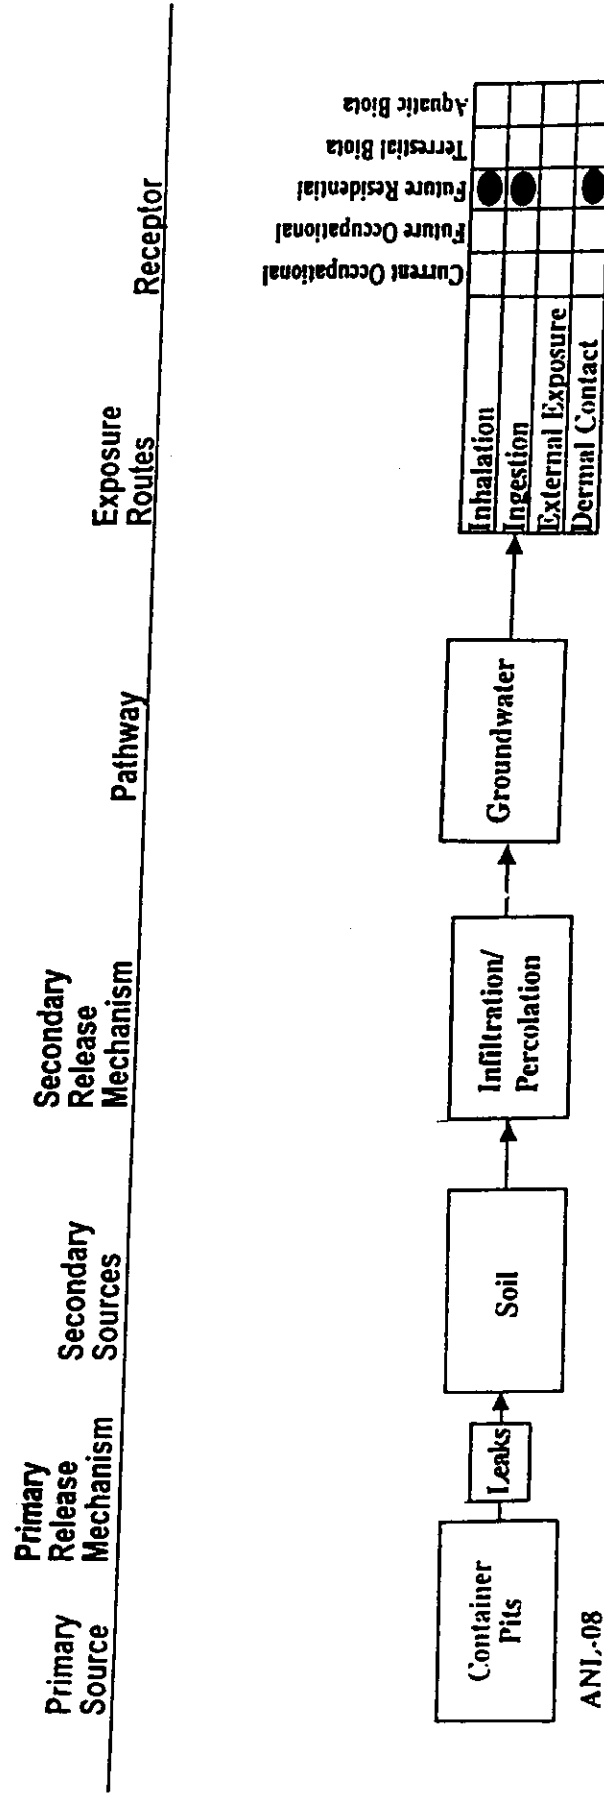 Primary
Source
Primary
Release
Mechanism
Secondary
Sources
Secondary
Release
Mechanism
Pathway
Exposure
Routes
Receptor
Container
Pits
Leaks
Soil
Infiltration/
Percolation
Groundwater
Current Occupational
Future Occupational
Future Residential
Terrestial Biota
Aquatic Biota
Inhalation
Ingestion
External Exposure
Dermal Contact
ANL-08